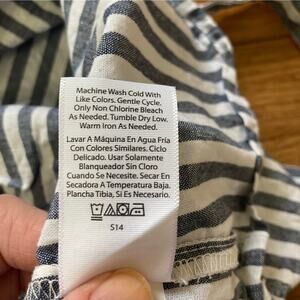 Machine Wash Cold With
Like Colors. Gentle Cycle.
Only Non Chlorine Bleach
As Needed. Tumble Dry Low.
Warm Iron As Needed.
Lavar A Máquina En Agua Fría
Con Colores Similares. Ciclo
Delicado. Usar Solamente
Blanqueador Sin Cloro
Cuando Se Necesite. Secar En
Secadora A Temperatura Baja.
Plancha Tibia, Si Es Necesario.
S14